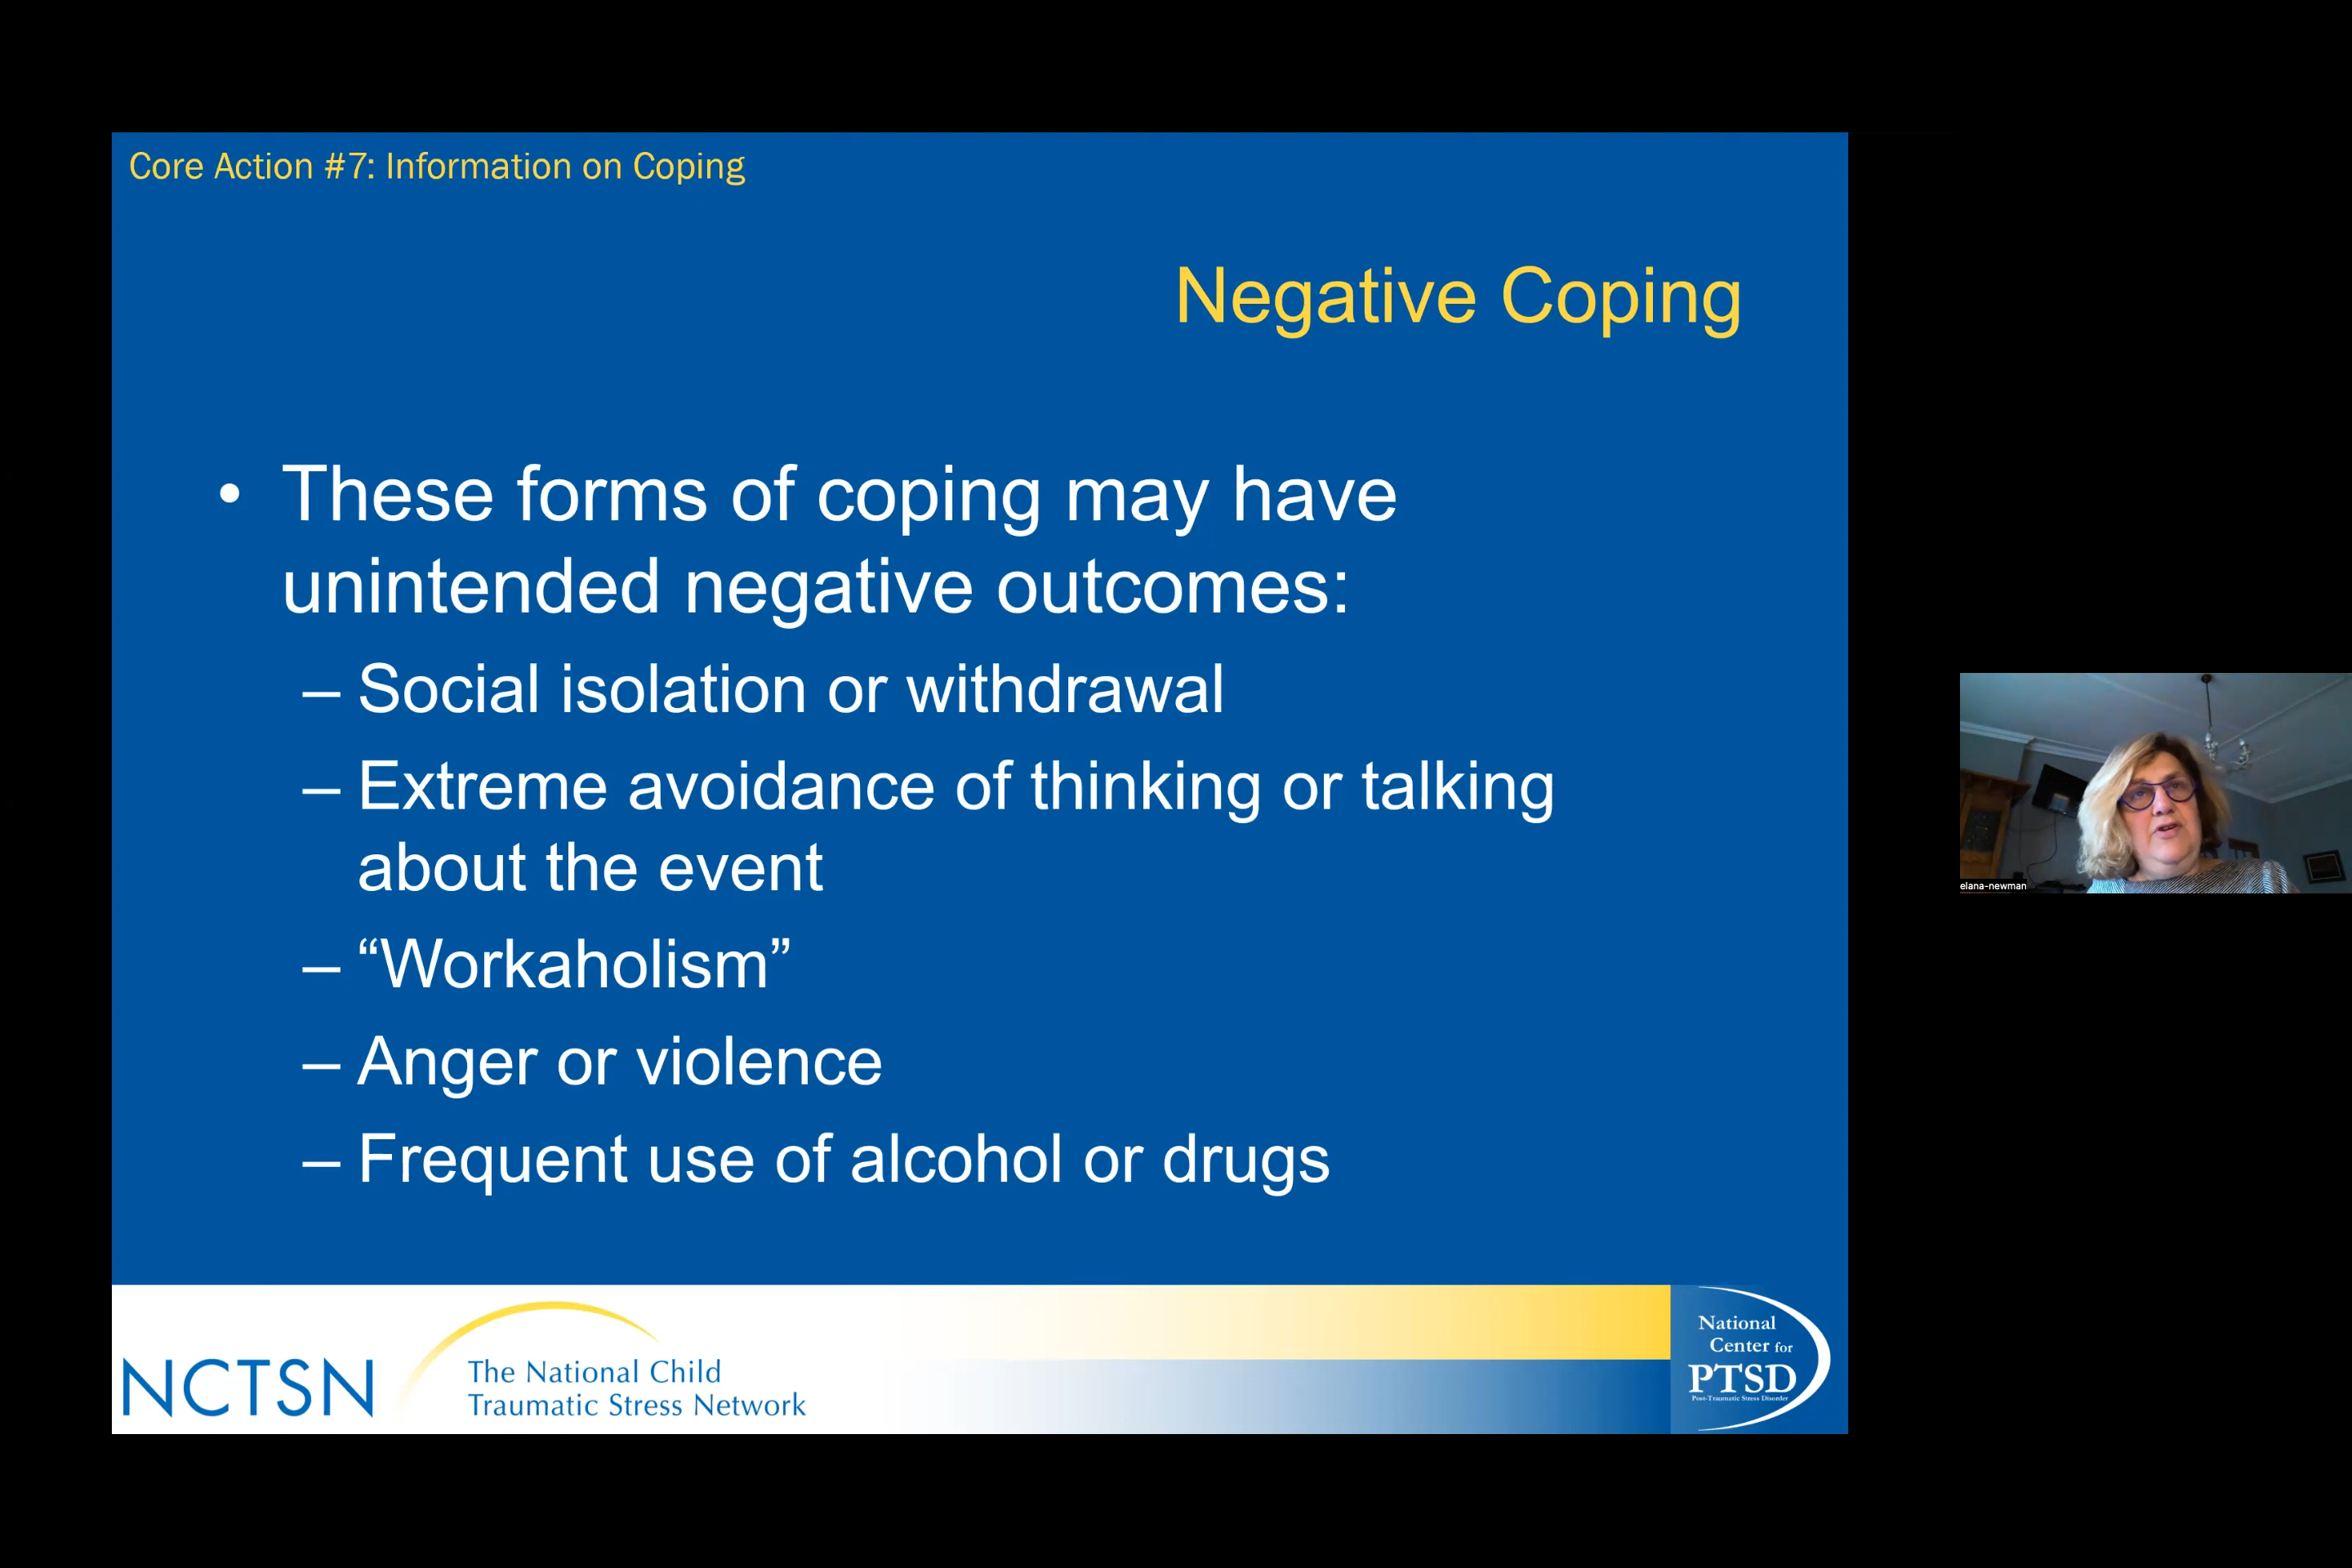 Core Action #7: Information on Coping
Negative Coping
• These forms of coping may have
unintended negative outcomes:
– Social isolation or withdrawal
– Extreme avoidance of thinking or talking
about the event
– “Workaholism”
– Anger or violence
– Frequent use of alcohol or drugs
elana-newman
NCTSN
The National Child
Traumatic Stress Network
National
Center for
PTSD
Post-Traumatic Stress Disorder